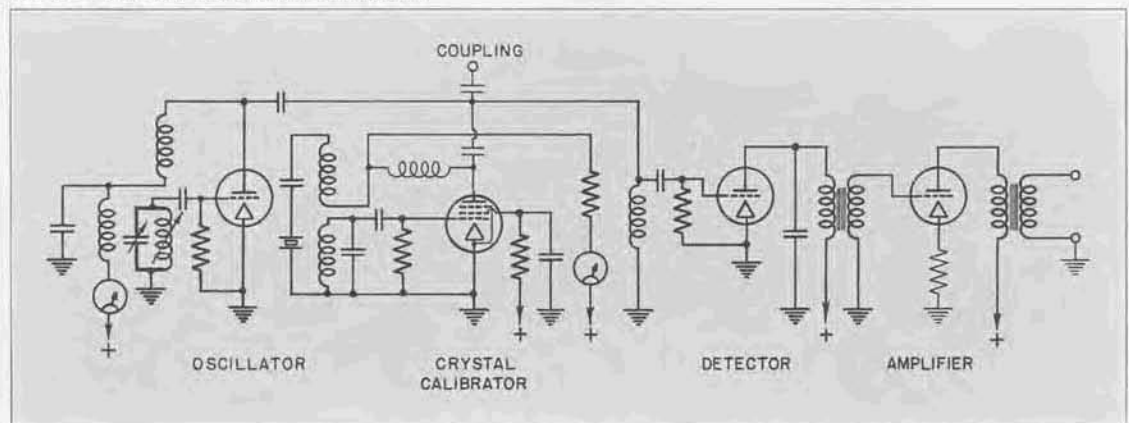 COUPLING
OSCILLATOR
CRYSTAL
CALIBRATOR
DETECTOR
AMPLIFIER
+
+
+
+
+